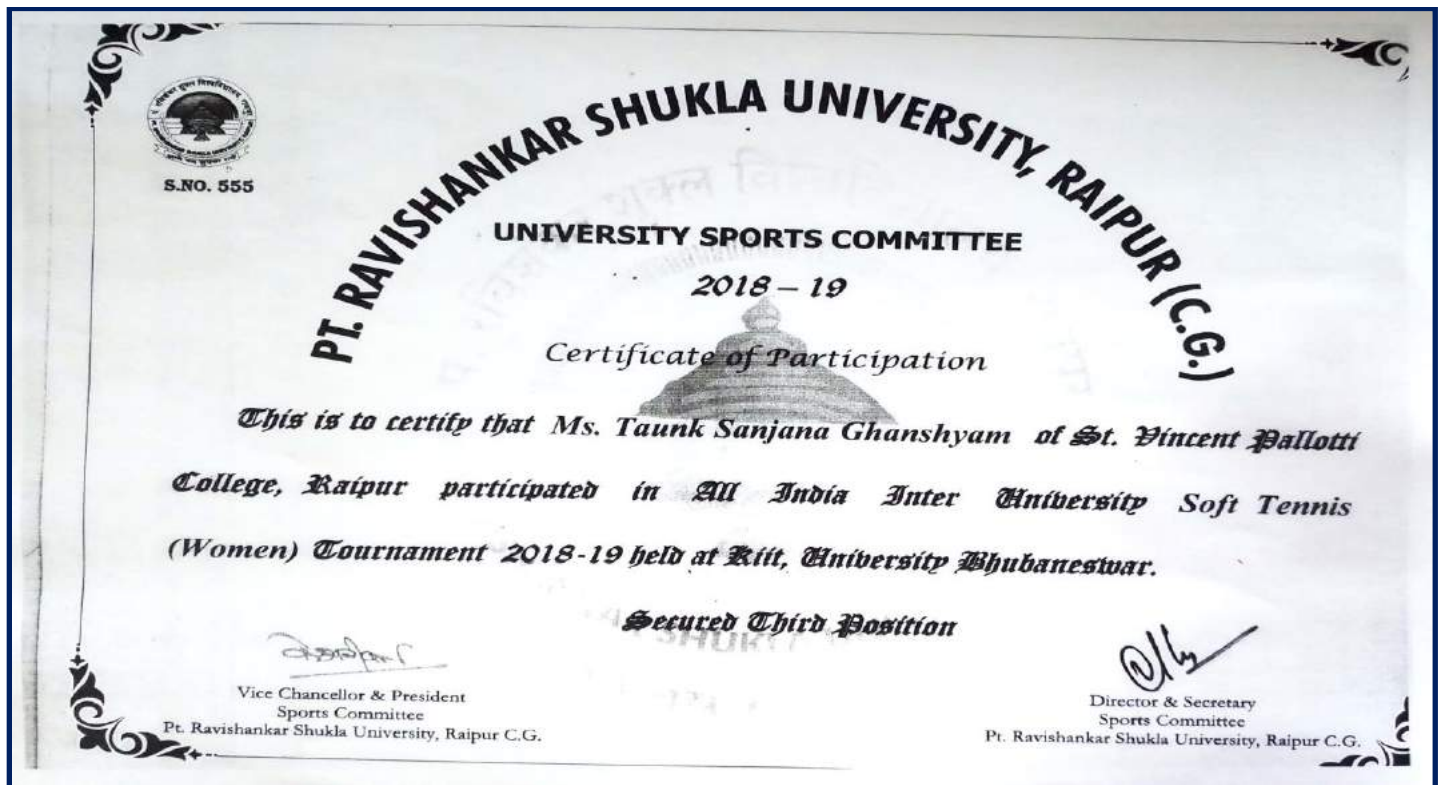 S.NO. 555
PT. RAVISHANKAR SHUKLA UNIVERSITY, RAIPUR (C.G.)
UNIVERSITY SPORTS COMMITTEE
2018 – 19
Certificate of Participation
This is to certify that Ms. Taunk Sanjana Ghanshyam of St. Vincent Pallotti
College, Raipur participated in All India Inter University Soft Tennis
(Women) Tournament 2018-19 held at Kiit, University Bhubaneswar.
Secured Third Position
Vice Chancellor & President
Sports Committee
Pt. Ravishankar Shukla University, Raipur C.G.
Director & Secretary
Sports Committee
Pt. Ravishankar Shukla University, Raipur C.G.